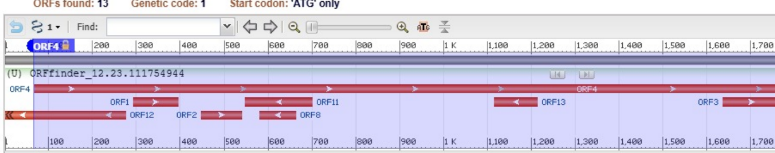 ORFs found: 13 Genetic code: 1 Start codon: 'ATG' only
1 Find:
1 ORF4 200 300 400 500 600 700 800 900 1 K 1,100 1,200 1,300 1,400 1,500 1,600 1,700
(U) ORFfinder_12.23.111754944
ORF4 ORF4
ORF1 ORF11 ORF13 ORF3
ORF12 ORF2 ORF8
1 100 200 300 400 500 600 700 800 900 1 K 1,100 1,200 1,300 1,400 1,500 1,600 1,700